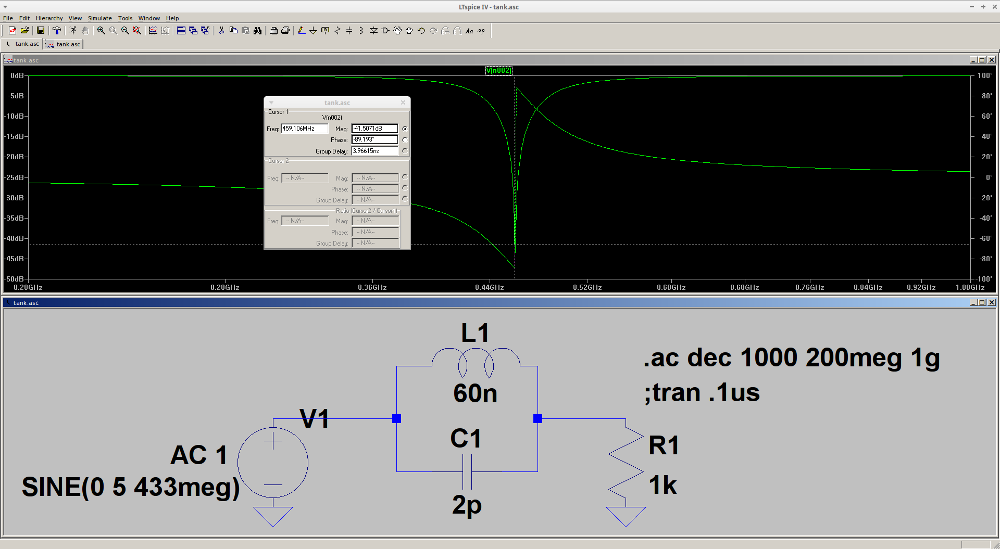 LTspice IV - tank.asc
File Edit Hierarchy View Simulate Tools Window Help
tank.asc tank.asc
tank.asc
V(n002)
0dB
-5dB
-10dB
-15dB
-20dB
-25dB
-30dB
-35dB
-40dB
-45dB
-50dB
100°
80°
60°
40°
20°
0°
-20°
-40°
-60°
-80°
-100°
0.20GHz 0.28GHz 0.36GHz 0.44GHz 0.52GHz 0.60GHz 0.68GHz 0.76GHz 0.84GHz 0.92GHz 1.00GHz
tank.asc
Cursor 1
V(n002)
Freq: 459.106MHz Mag: -41.5071dB
Phase: -89.193°
Group Delay: 3.96615ns
Cursor 2
Freq: -- N/A-- Mag: -- N/A--
Phase: -- N/A--
Group Delay: -- N/A--
Ratio (Cursor2 / Cursor1)
Freq: -- N/A-- Mag: -- N/A--
Phase: -- N/A--
Group Delay: -- N/A--
tank.asc
L1
60n
.ac dec 1000 200meg 1g
;tran .1us
V1
C1
2p
AC 1
SINE(0 5 433meg)
R1
1k